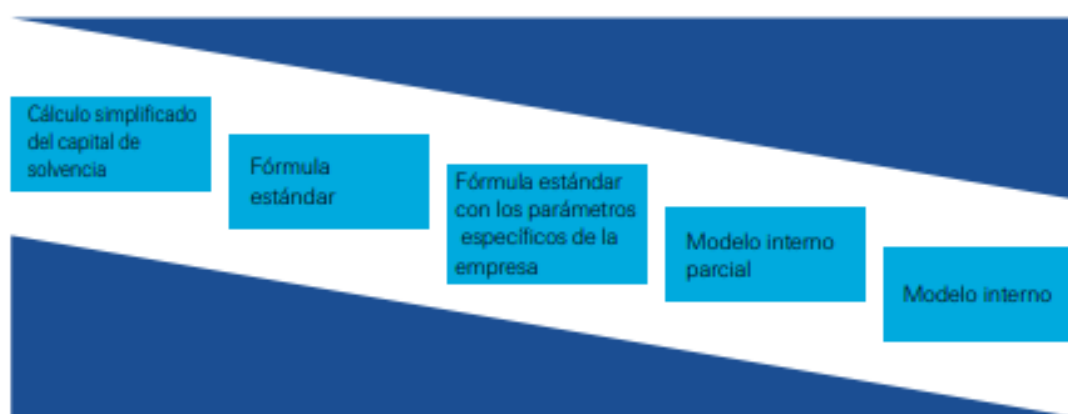 Cálculo simplificado
del capital de
solvencia
Fórmula
estándar
Fórmula estándar
con los parámetros
específicos de la
empresa
Modelo interno
parcial
Modelo interno